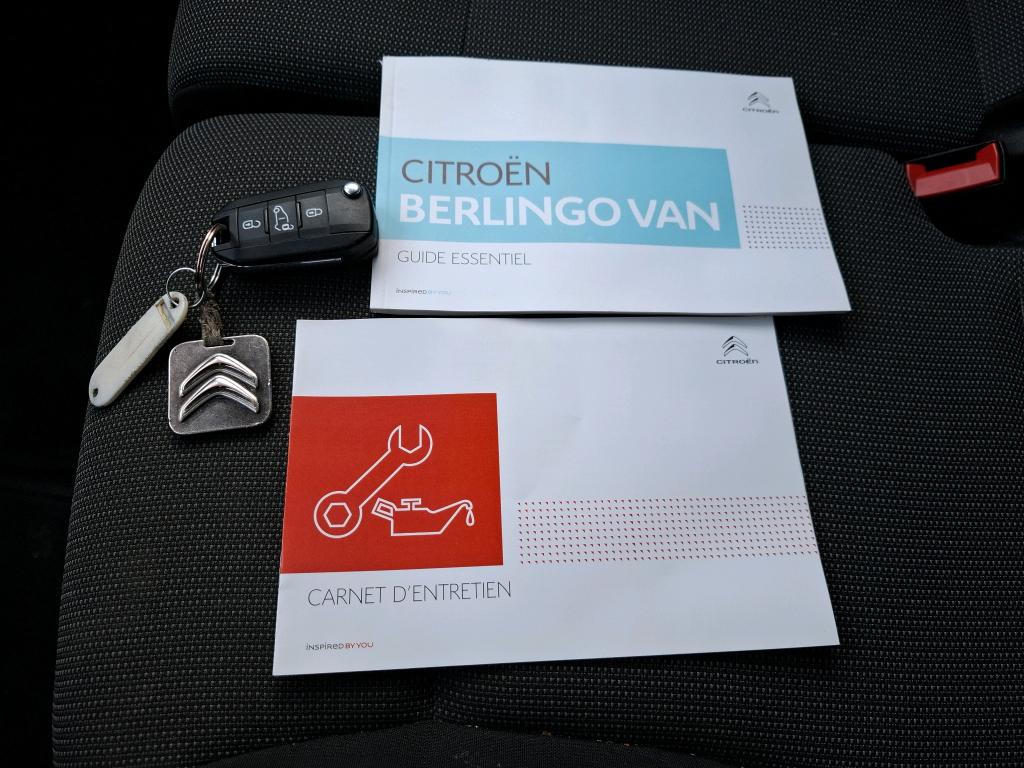 CITROËN
CITROËN
BERLINGO VAN
GUIDE ESSENTIEL
INSPIRED BY YOU
CITROËN
CARNET D'ENTRETIEN
INSPIRED BY YOU